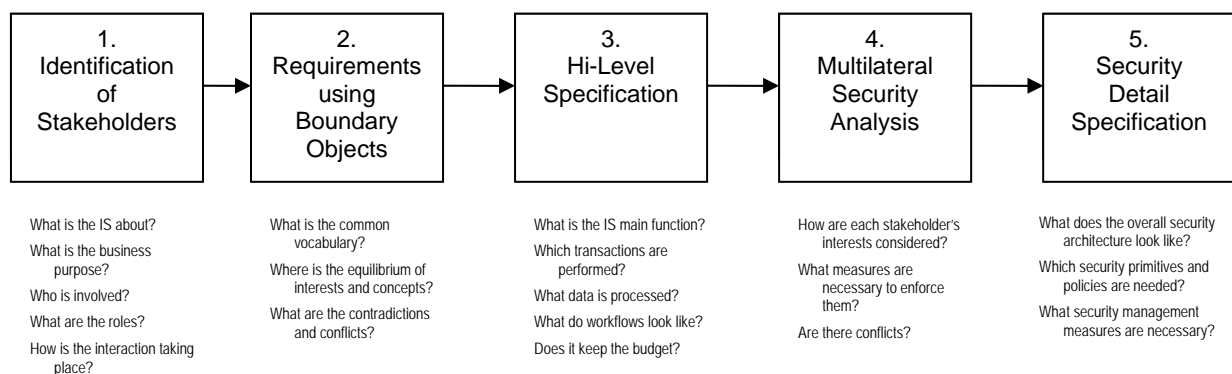 1.
Identification
of
Stakeholders
What is the IS about?
What is the business
purpose?
Who is involved?
What are the roles?
How is the interaction taking
place?
2.
Requirements
using
Boundary
Objects
What is the common
vocabulary?
Where is the equilibrium of
interests and concepts?
What are the contradictions
and conflicts?
3.
Hi-Level
Specification
What is the IS main function?
Which transactions are
performed?
What data is processed?
What do workflows look like?
Does it keep the budget?
4.
Multilateral
Security
Analysis
How are each stakeholder's
interests considered?
What measures are
necessary to enforce
them?
Are there conflicts?
5.
Security
Detail
Specification
What does the overall security
architecture look like?
Which security primitives and
policies are needed?
What security management
measures are necessary?